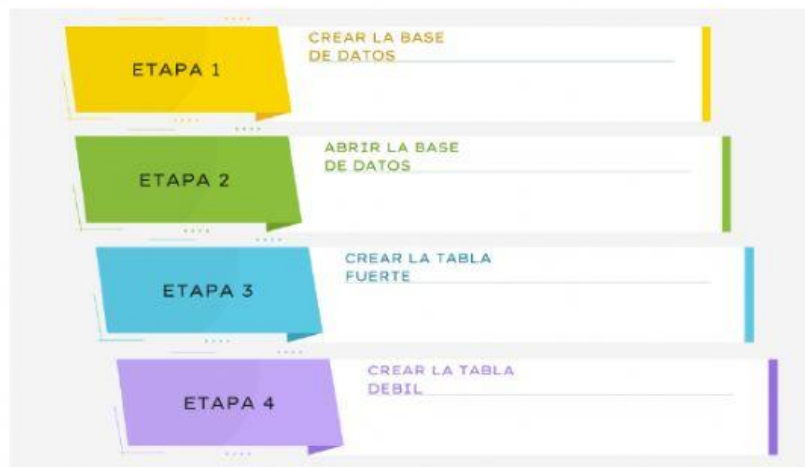 ETAPA 1
CREAR LA BASE
DE DATOS
ETAPA 2
ABRIR LA BASE
DE DATOS
ETAPA 3
CREAR LA TABLA
FUERTE
ETAPA 4
CREAR LA TABLA
DEBIL